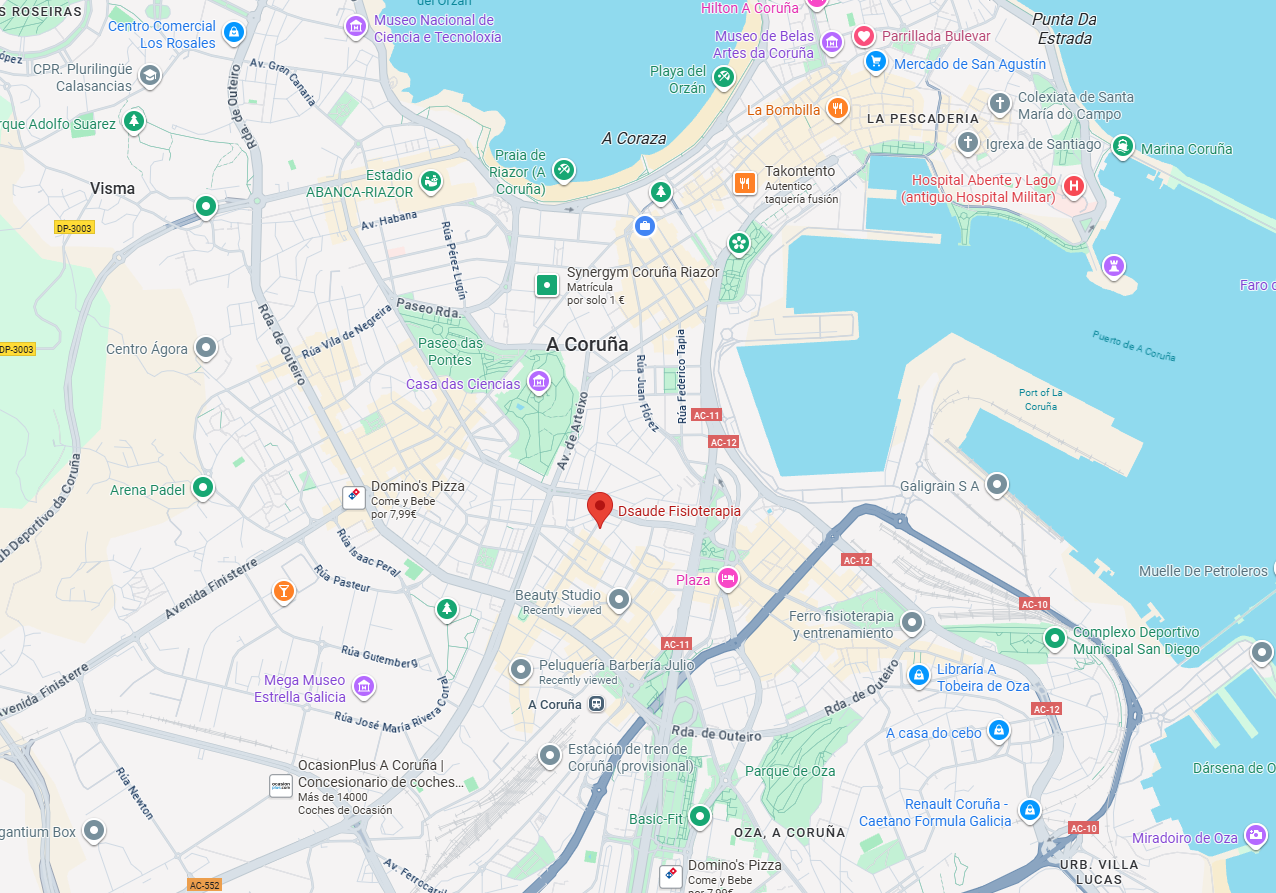 S ROSEIRAS
del Orzán
Hilton A Coruña
Punta Da
Estrada
Centro Comercial
Los Rosales
Museo Nacional de
Ciencia e Tecnoloxía
Museo de Belas
Artes da Coruña
Parrillada Bulevar
Mercado de San Agustín
ópez
CPR. Plurilingüe
Calasancias
Rda. de Outeiro
Av. Gran Canaria
Playa del
Orzán
La Bombilla
LA PESCADERIA
Colexiata de Santa
María do Campo
rque Adolfo Suarez
A Coraza
Igrexa de Santiago
Marina Coruña
Praia de
Riazor (A
Coruña)
Estadio
ABANCA-RIAZOR
Visma
Takontento
Autentico
taquería fusión
Hospital Abente y Lago
(antiguo Hospital Militar)
DP-3003
Av. Habana
Rúa Pérez Lugín
Synergym Coruña Riazor
Matrícula
por solo 1 €
Faro d
Paseo Rda.
Rda. de Outeiro
Rúa Vila de Negreira
DP-3003
Centro Ágora
Paseo das
Pontes
A Coruña
Casa das Ciencias
Rúa Juan Flórez
Rúa Federico Tapia
Puerto de A Coruña
Port of La
Coruña
AC-11
AC-12
Av. de Arteixo
ub Deportivo da Coruña
Arena Padel
Domino's Pizza
Come y Bebe
por 7,99€
Galigrain S A
Dsaude Fisioterapia
Rúa Isaac Peral
Rúa Pasteur
Avenida Finisterre
Plaza
AC-12
Muelle De Petroleros
Beauty Studio
Recently viewed
AC-10
Ferro fisioterapia
y entrenamiento
Complexo Deportivo
Municipal San Diego
AC-11
Rúa Gutemberg
Peluquería Barbería Julio
Recently viewed
Mega Museo
Estrella Galicia
Avenida Finisterre
Rúa José María Rivera Corral
A Coruña
Rda. de Outeiro
Libraría A
Tobeira de Oza
AC-12
Rda. de Outeiro
A casa do cebo
Estación de tren de
Coruña (provisional)
OcasionPlus A Coruña |
Concesionario de coches…
Más de 14000
Coches de Ocasión
Parque de Oza
Dársena de O
Rúa Newton
Renault Coruña -
Caetano Formula Galicia
Basic-Fit
OZA, A CORUÑA
AC-10
gantium Box
Miradoiro de Oza
Domino's Pizza
Come y Bebe
por 7,99€
URB. VILLA
LUCAS
Av. Ferrocarril
AC-552